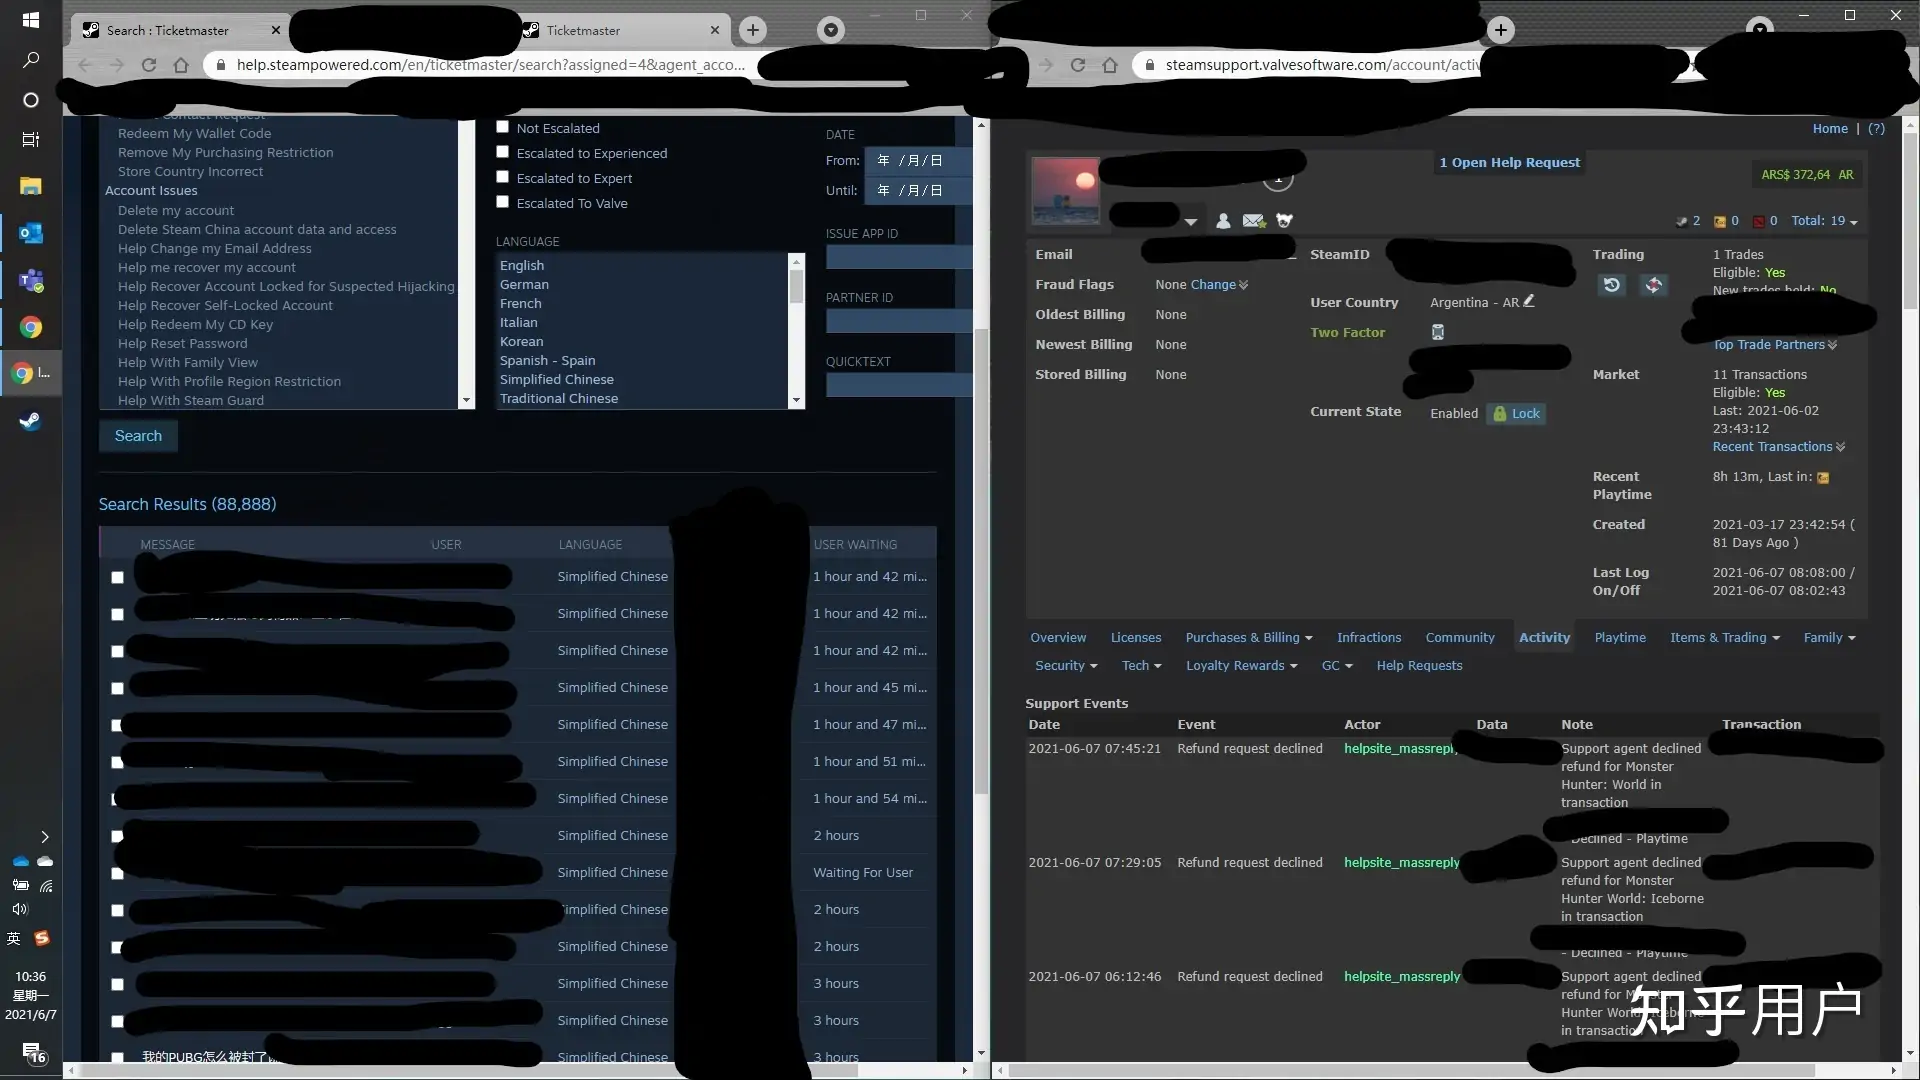 Search : Ticketmaster
Ticketmaster
help.steampowered.com/en/ticketmaster/search?assigned=4&agent_acco...
Contact Request
Redeem My Wallet Code
Remove My Purchasing Restriction
Store Country Incorrect
Account Issues
Delete my account
Delete Steam China account data and access
Help Change my Email Address
Help me recover my account
Help Recover Account Locked for Suspected Hijacking
Help Recover Self-Locked Account
Help Redeem My CD Key
Help Reset Password
Help With Family View
Help With Profile Region Restriction
Help With Steam Guard
Not Escalated
Escalated to Experienced
Escalated to Expert
Escalated To Valve
LANGUAGE
English
German
French
Italian
Korean
Spanish - Spain
Simplified Chinese
Traditional Chinese
DATE
From: 年 /月/日
Until: 年 /月/日
ISSUE APP ID
PARTNER ID
QUICKTEXT
Search
Search Results (88,888)
MESSAGE USER LANGUAGE USER WAITING
Simplified Chinese 1 hour and 42 mi...
Simplified Chinese 1 hour and 42 mi...
Simplified Chinese 1 hour and 42 mi...
Simplified Chinese 1 hour and 45 mi...
Simplified Chinese 1 hour and 47 mi...
Simplified Chinese 1 hour and 51 mi...
Simplified Chinese 1 hour and 54 mi...
Simplified Chinese 2 hours
Simplified Chinese Waiting For User
Simplified Chinese 2 hours
Simplified Chinese 2 hours
Simplified Chinese 3 hours
Simplified Chinese 3 hours
我的PUBG怎么被封了 Simplified Chinese 3 hours
I...
英
10:36
星期一
2021/6/7
16
steamsupport.valvesoftware.com/account/activ
Home | (?)
1 Open Help Request
ARS$ 372,64 AR
2 0 0 Total: 19
Email
Fraud Flags None Change
Oldest Billing None
Newest Billing None
Stored Billing None
SteamID
User Country Argentina - AR
Two Factor
Current State Enabled Lock
Trading 1 Trades
Eligible: Yes
New trades held: No
Top Trade Partners
Market 11 Transactions
Eligible: Yes
Last: 2021-06-02
23:43:12
Recent Transactions
Recent Playtime 8h 13m, Last in:
Created 2021-03-17 23:42:54 (
81 Days Ago )
Last Log On/Off 2021-06-07 08:08:00 /
2021-06-07 08:02:43
Overview Licenses Purchases & Billing Infractions Community Activity Playtime Items & Trading Family
Security Tech Loyalty Rewards GC Help Requests
Support Events
Date Event Actor Data Note Transaction
2021-06-07 07:45:21 Refund request declined helpsite_massreply Support agent declined
refund for Monster
Hunter: World in
transaction
Declined - Playtime
2021-06-07 07:29:05 Refund request declined helpsite_massreply Support agent declined
refund for Monster
Hunter World: Iceborne
in transaction
- Declined - Playtime
2021-06-07 06:12:46 Refund request declined helpsite_massreply Support agent declined
refund for Monster
Hunter World: Iceborne
in transaction
知乎用户